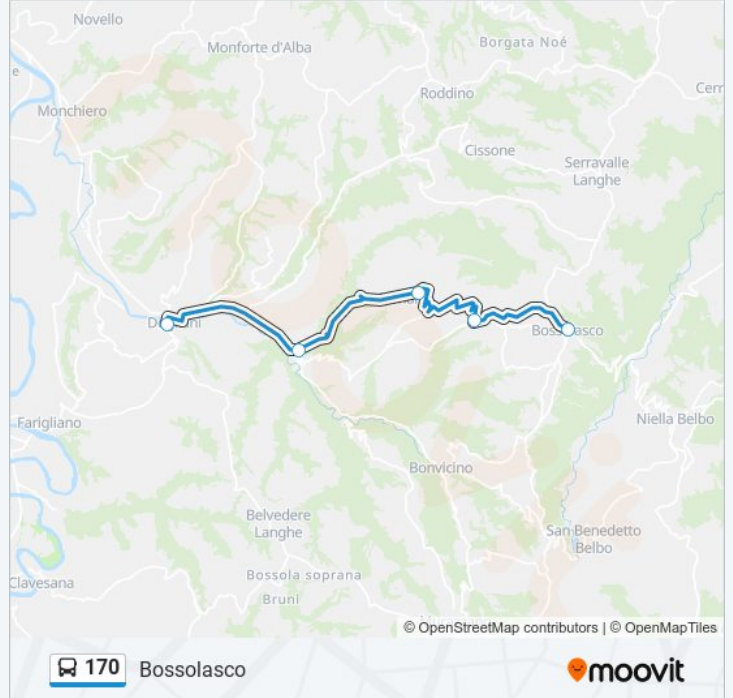 Novello
Monforte d'Alba
Borgata Noé
e
Roddino
Cerr
Monchiero
Cissone
Serravalle
Langhe
Niella Belbo
Farigliano
Bonvicino
Belvedere
Langhe
San Benedetto
Belbo
Bossola soprana
Clavesana
Bruni
© OpenStreetMap contributors | © OpenMapTiles
170 Bossolasco
moovit